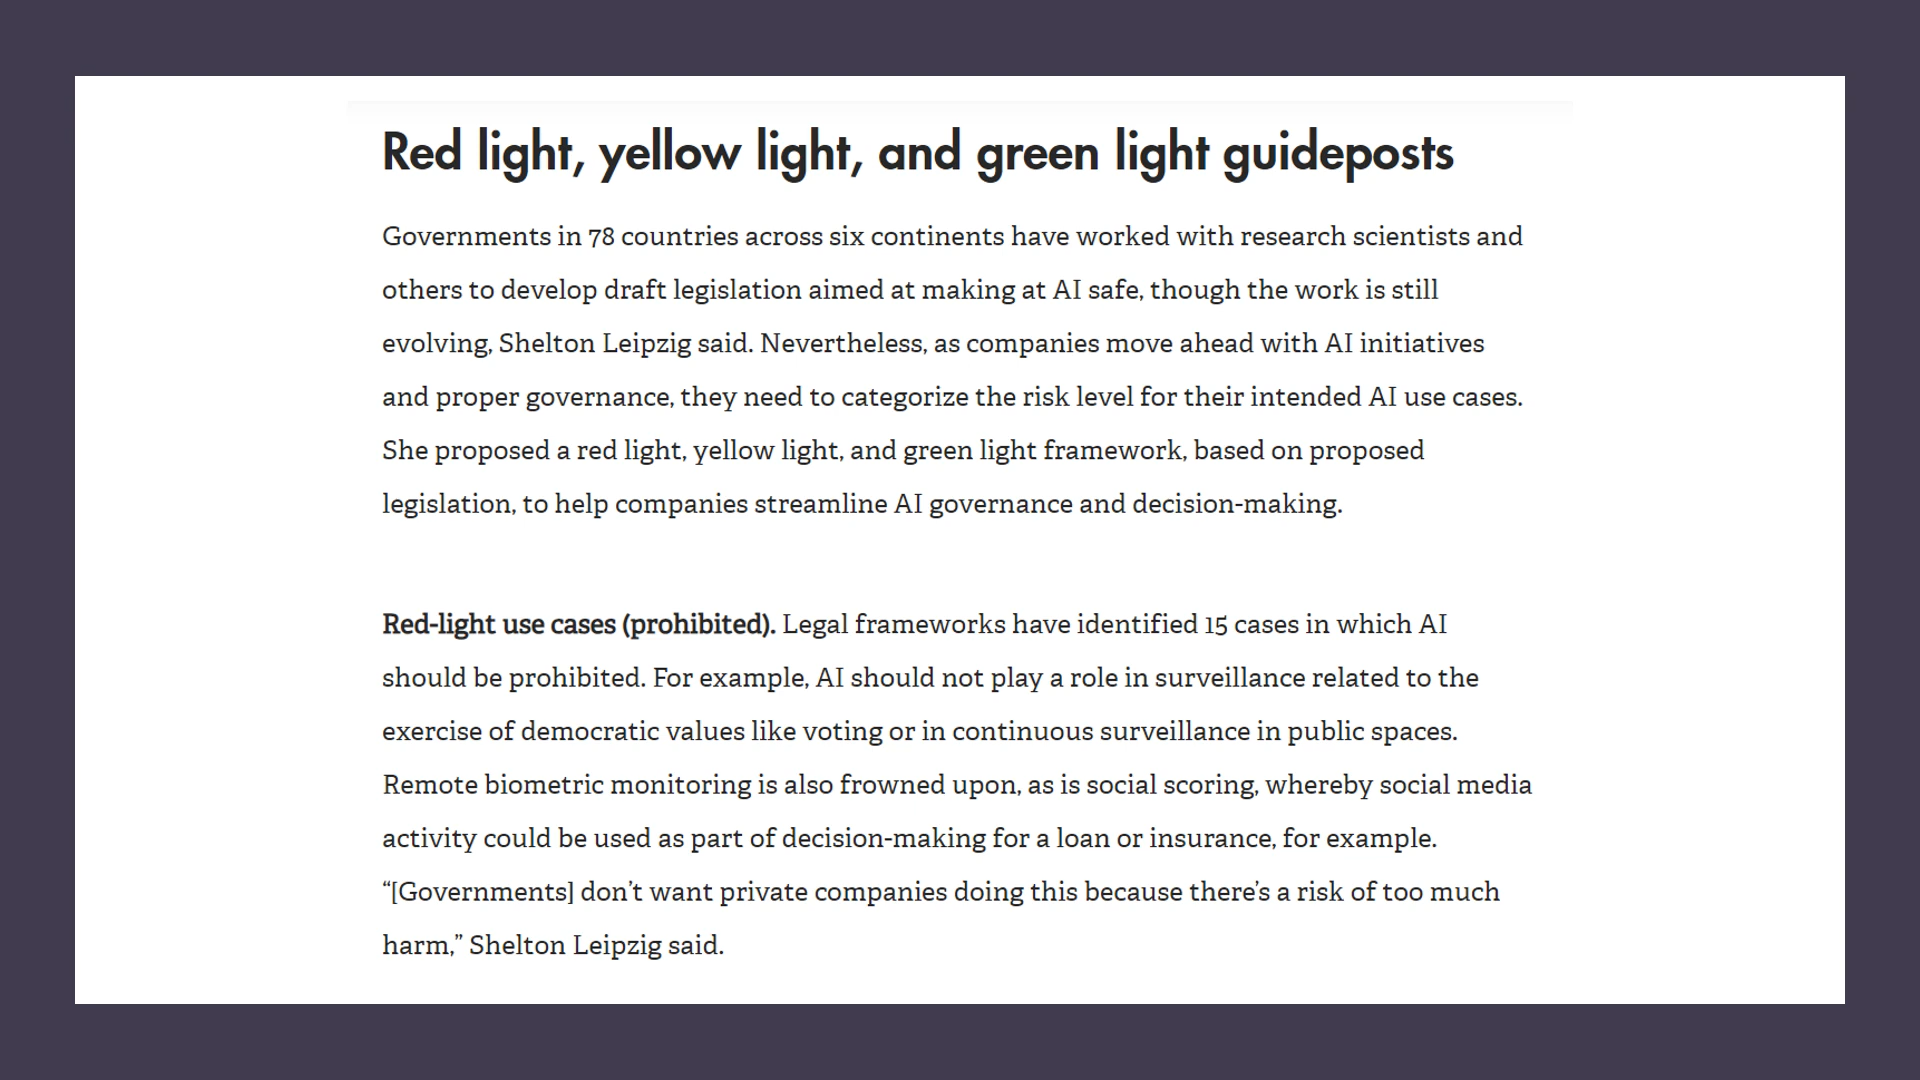 Red light, yellow light, and green light guideposts
Governments in 78 countries across six continents have worked with research scientists and
others to develop draft legislation aimed at making at AI safe, though the work is still
evolving, Shelton Leipzig said. Nevertheless, as companies move ahead with AI initiatives
and proper governance, they need to categorize the risk level for their intended AI use cases.
She proposed a red light, yellow light, and green light framework, based on proposed
legislation, to help companies streamline AI governance and decision-making.
Red-light use cases (prohibited). Legal frameworks have identified 15 cases in which AI
should be prohibited. For example, AI should not play a role in surveillance related to the
exercise of democratic values like voting or in continuous surveillance in public spaces.
Remote biometric monitoring is also frowned upon, as is social scoring, whereby social media
activity could be used as part of decision-making for a loan or insurance, for example.
“[Governments] don’t want private companies doing this because there’s a risk of too much
harm,” Shelton Leipzig said.